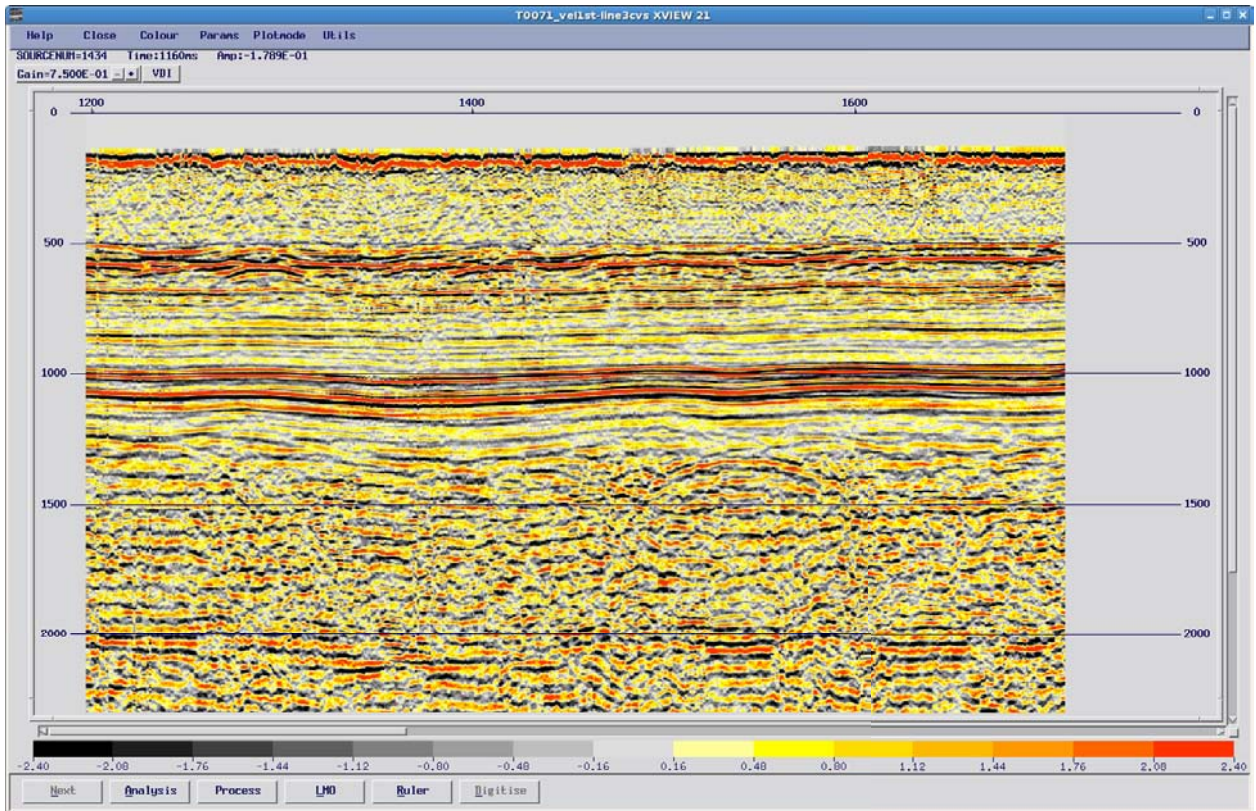 T0071_vel1st-line3cvs XVIEW 21
Help Close Colour Params Plotmode Utils
SOURCENUM=1434 Time:1160ms Amp:-1.789E-01
Gain=7.500E-01 - + VDI
1200 1400 1600
0 0
500 500
1000 1000
1500 1500
2000 2000
-2.40 -2.08 -1.76 -1.44 -1.12 -0.80 -0.48 -0.16 0.16 0.48 0.80 1.12 1.44 1.76 2.08 2.40
Next Analysis Process LMO Ruler Digitise